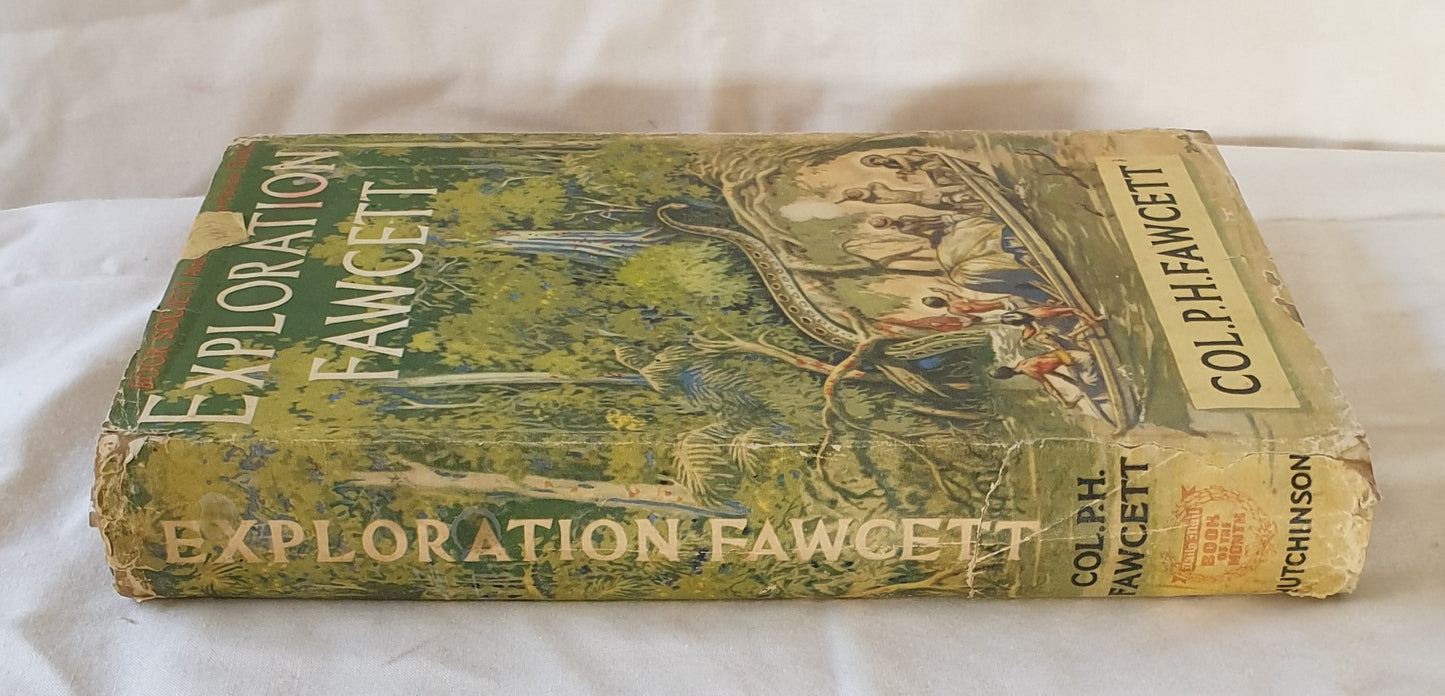 EXPLORATION
FAWCETT
COL.P.H.FAWCETT
EXPLORATION FAWCETT
COL.P.H.
FAWCETT
BOOK
OF THE
MONTH
HUTCHINSON